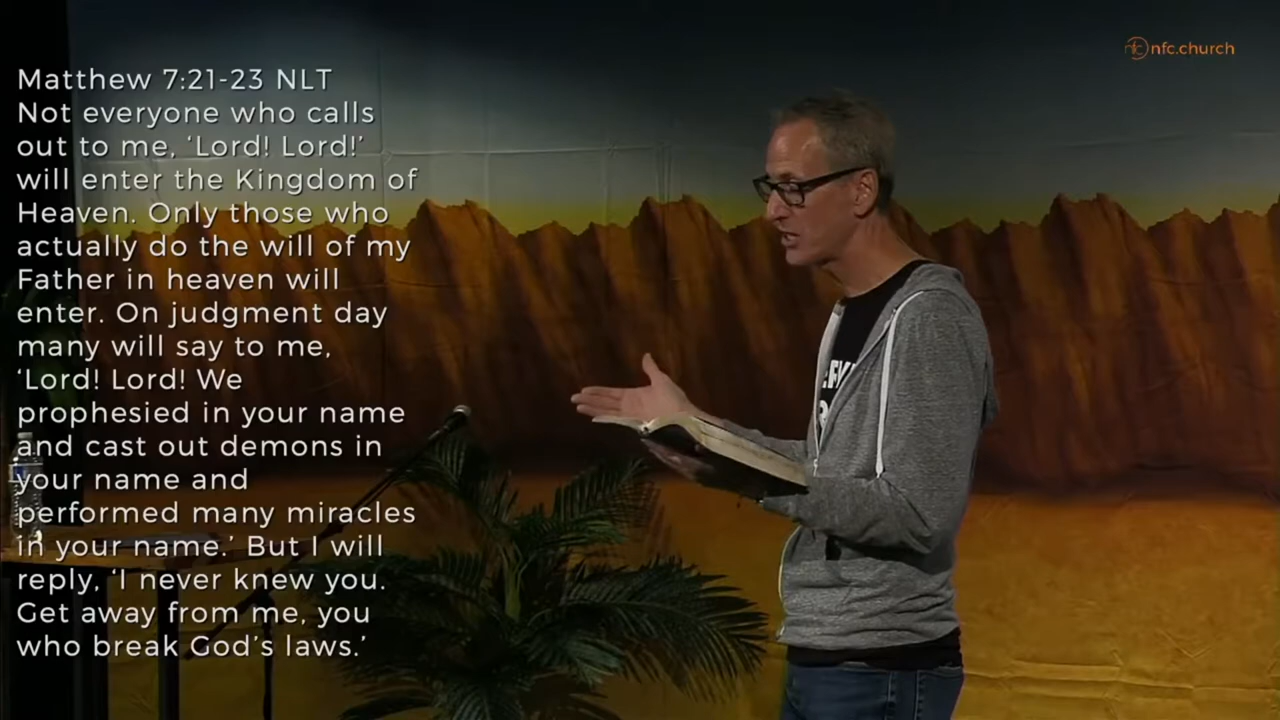 nfc.church
Matthew 7:21-23 NLT
Not everyone who calls
out to me, ‘Lord! Lord!’
will enter the Kingdom of
Heaven. Only those who
actually do the will of my
Father in heaven will
enter. On judgment day
many will say to me,
‘Lord! Lord! We
prophesied in your name
and cast out demons in
your name and
performed many miracles
in your name.’ But I will
reply, ‘I never knew you.
Get away from me, you
who break God’s laws.’